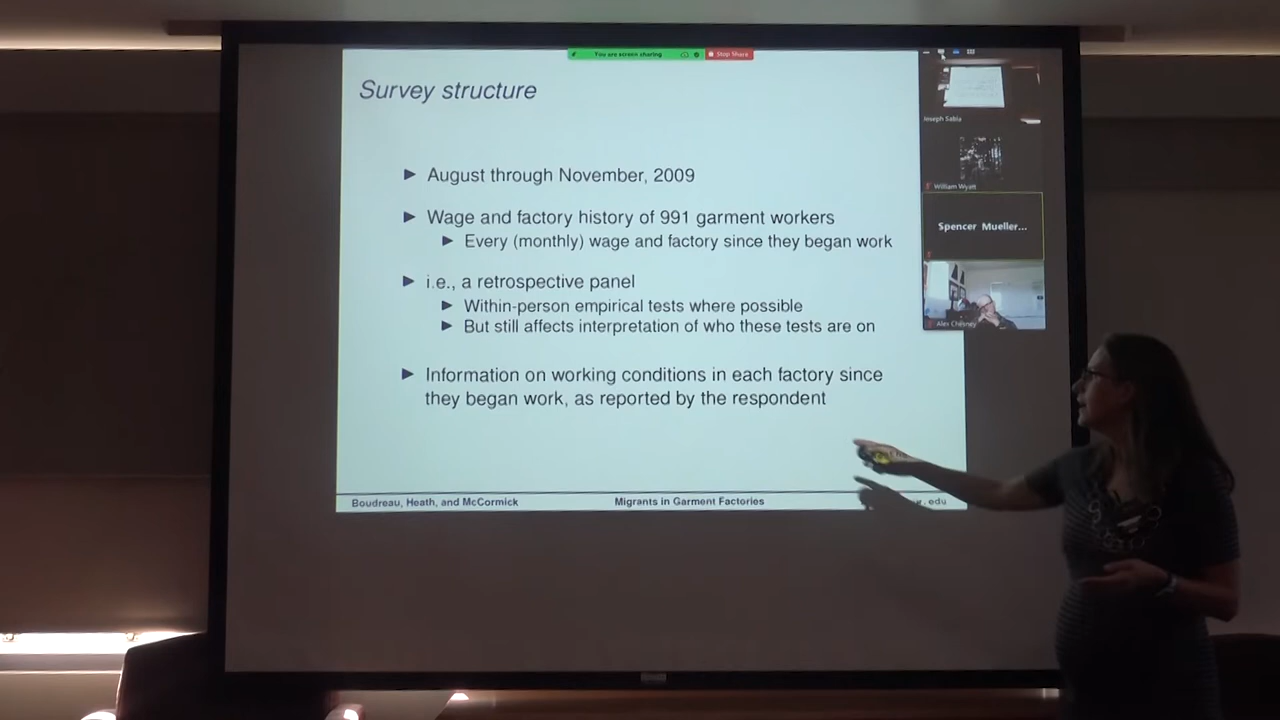 You are screen sharing
Stop Share
Survey structure
August through November, 2009
Wage and factory history of 991 garment workers
Every (monthly) wage and factory since they began work
i.e., a retrospective panel
Within-person empirical tests where possible
But still affects interpretation of who these tests are on
Information on working conditions in each factory since
they began work, as reported by the respondent
Boudreau, Heath, and McCormick
Migrants in Garment Factories
edu
Joseph Sabia
William Wyatt
Spencer Mueller...
Alex Chesney